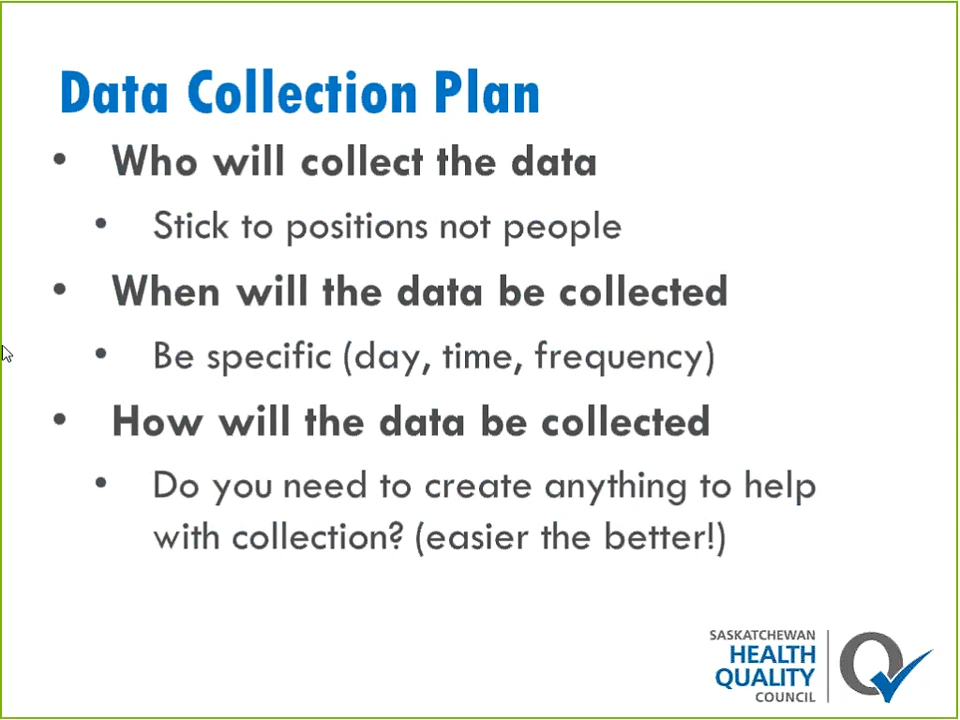 Data Collection Plan
• Who will collect the data
• Stick to positions not people
• When will the data be collected
• Be specific (day, time, frequency)
• How will the data be collected
• Do you need to create anything to help
with collection? (easier the better!)
SASKATCHEWAN
HEALTH
QUALITY
COUNCIL
Q